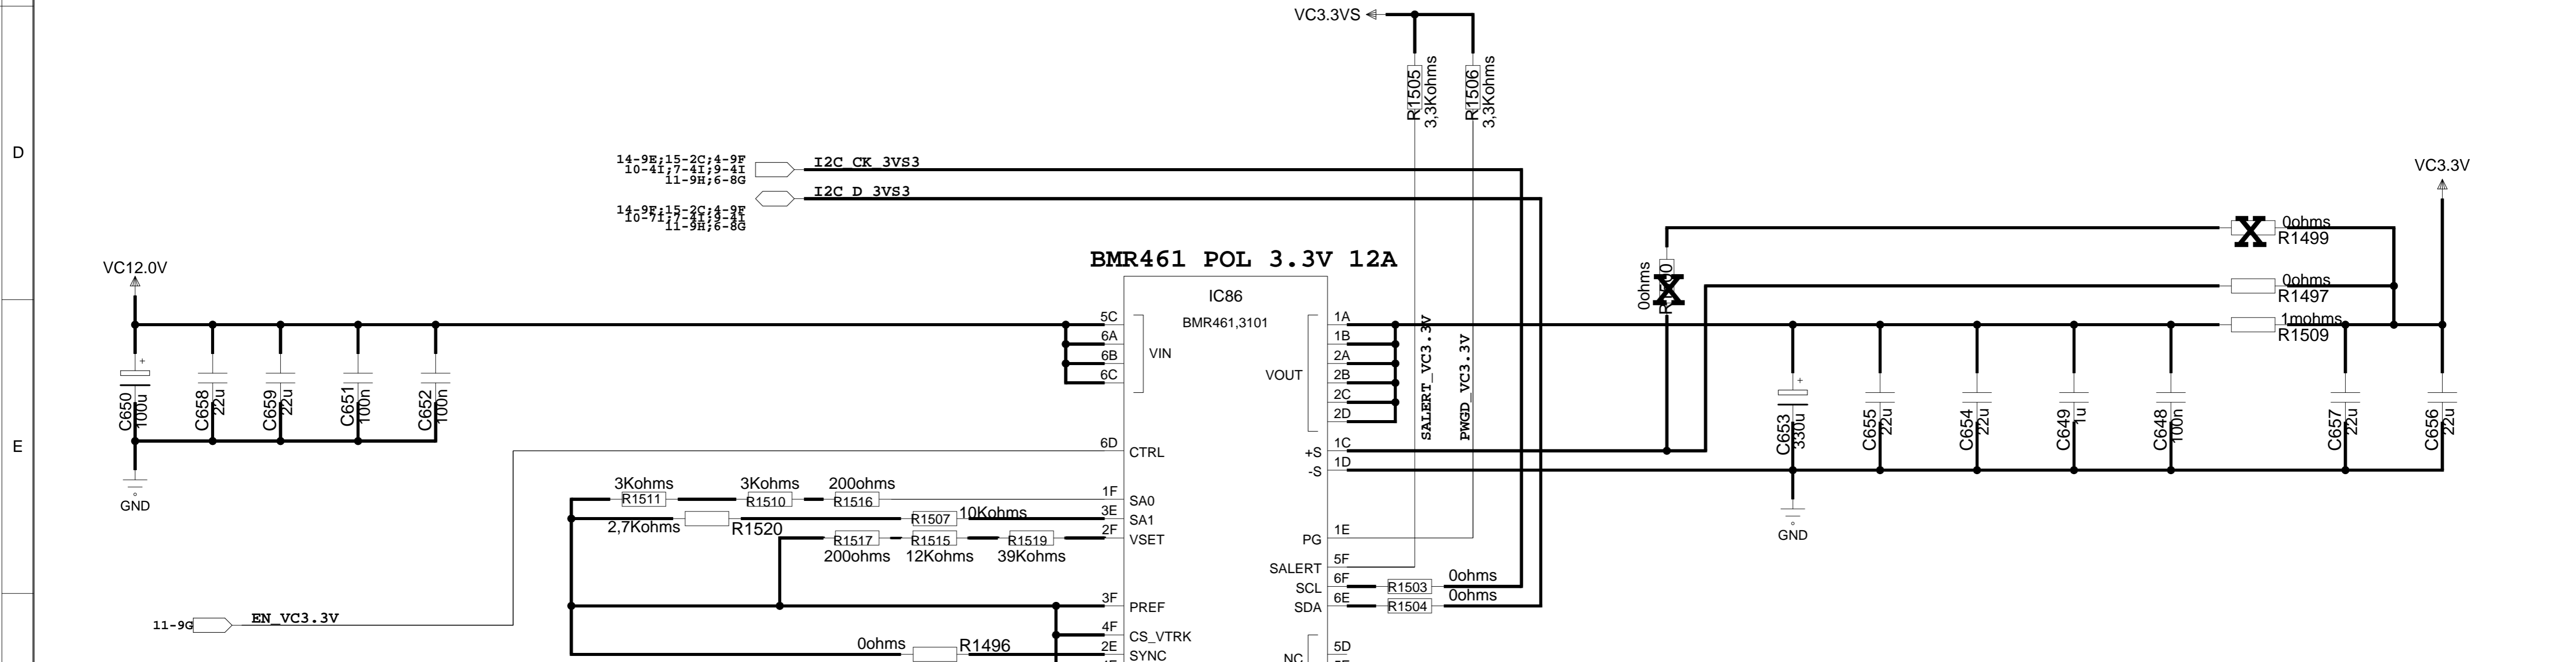 VC3.3VS
R1505
3,3Kohms
R1506
3,3Kohms
D
14-9E;15-2C;4-9F
10-4I;7-4I;9-4I
11-9H;6-8G
I2C_CK_3VS3
I2C_D_3VS3
11-9H;6-8G
VC3.3V
0ohms
R1499
BMR461 POL 3.3V 12A
VC12.0V
0ohms
0ohms
R1497
IC86
BMR461,3101
1mohms
R1509
5C
6A
6B
6C
VIN
1A
1B
2A
2B
2C
2D
VOUT
SALERT_VC3.3V
PWGD_VC3.3V
C650
100u
C658
22u
C659
22u
C651
100n
C652
100n
C653
330u
C655
22u
C654
22u
C649
1u
C648
100n
C657
22u
C656
22u
E
6D
CTRL
1C
+S
1D
-S
GND
GND
3Kohms
R1511
3Kohms
R1510
200ohms
R1516
1F
SA0
2,7Kohms
R1520
R1507
10Kohms
3E
SA1
R1517
200ohms
R1515
12Kohms
R1519
39Kohms
2F
VSET
1E
PG
5F
SALERT
6F
SCL
R1503
0ohms
6E
SDA
R1504
0ohms
3F
PREF
11-9G
EN_VC3.3V
4F
CS_VTRK
0ohms
R1496
2E
SYNC
5D
NC